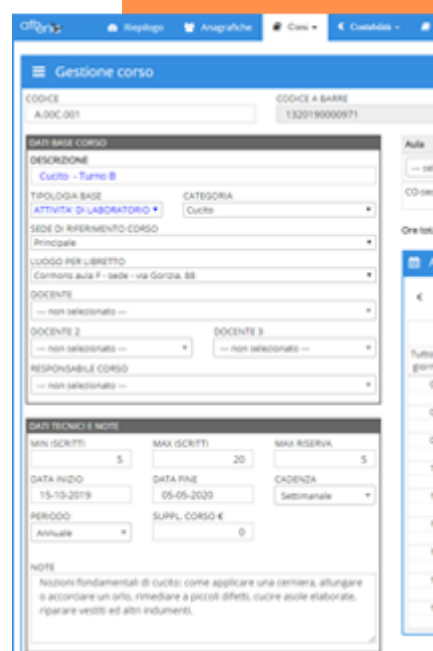 Riepilogo Anagrafiche Corsi Contabilità
Gestione corso
CODICE CODICE A BARRE
A.00C.001 1320190000971
DATI BASE CORSO
DESCRIZIONE
Cucito - Turno B
TIPOLOGIA BASE CATEGORIA
ATTIVITA' DI LABORATORIO Cucito
SEDE DI RIFERIMENTO CORSO
Principale
LUOGO PER LIBRETTO
Cormons aula F - sede - via Gorizia, 88
DOCENTE
--- non selezionato ---
DOCENTE 2 DOCENTE 3
--- non selezionato --- --- non selezionato ---
RESPONSABILE CORSO
--- non selezionato ---
DATI TECNICI E NOTE
MIN ISCRITTI MAX ISCRITTI MAX RISERVA
5 20 5
DATA INIZIO DATA FINE CADENZA
15-10-2019 05-05-2020 Settimanale
PERIODO SUPPL. CORSO €
Annuale 0
NOTE
Nozioni fondamentali di cucito: come applicare una cerniera, allungare
o accorciare un orlo, rimediare a piccoli difetti, cucire asole elaborate,
riparare vestiti ed altri indumenti.
Aula
Ore tot